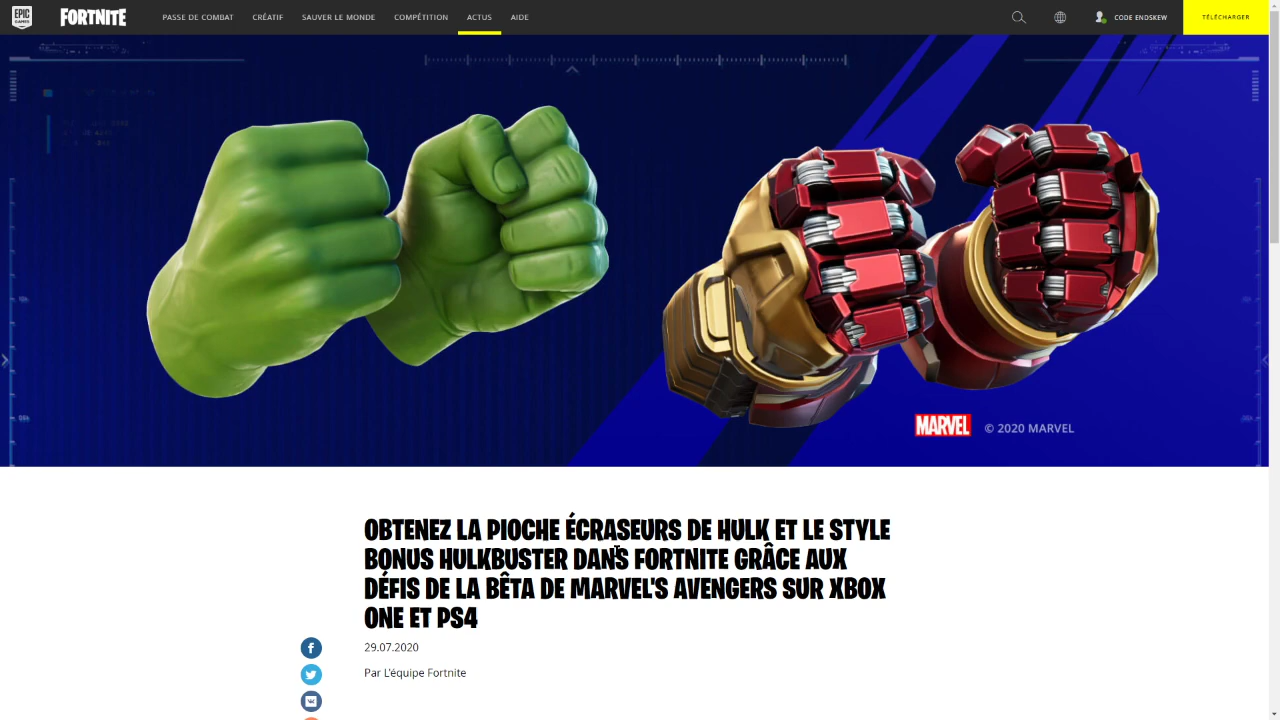 EPIC GAMES
FORTNITE
PASSE DE COMBAT
CRÉATIF
SAUVER LE MONDE
COMPÉTITION
ACTUS
AIDE
CODE ENDSKEW
TÉLÉCHARGER
MARVEL
© 2020 MARVEL
OBTENEZ LA PIOCHE ÉCRASEURS DE HULK ET LE STYLE
BONUS HULKBUSTER DANS FORTNITE GRÂCE AUX
DÉFIS DE LA BÊTA DE MARVEL'S AVENGERS SUR XBOX
ONE ET PS4
29.07.2020
Par L'équipe Fortnite